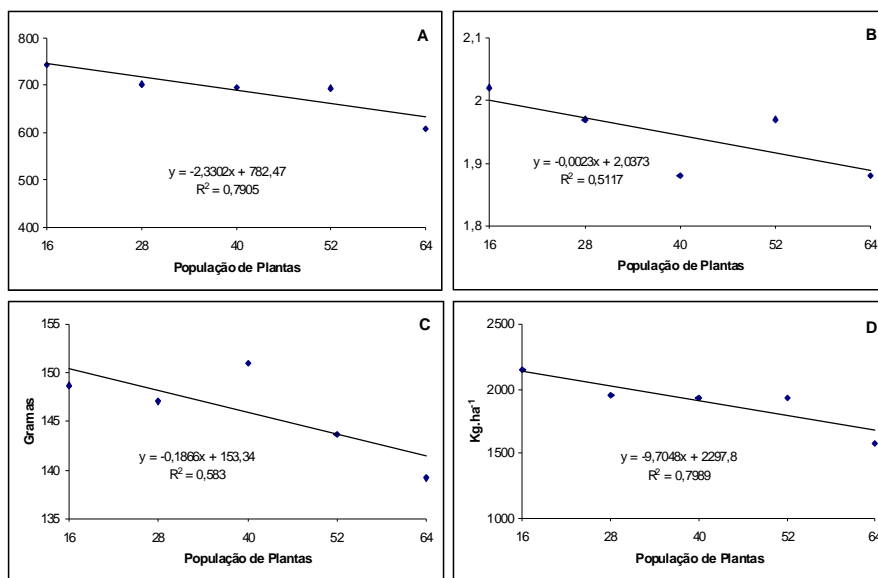 A
800
700
600
500
400
y = -2,3302x + 782,47
R² = 0,7905
16 28 40 52 64
População de Plantas
B
2,1
2
1,9
1,8
y = -0,0023x + 2,0373
R² = 0,5117
16 28 40 52 64
População de Plantas
C
155
150
145
140
135
Gramas
y = -0,1866x + 153,34
R² = 0,583
16 28 40 52 64
População de Plantas
D
2500
2000
1500
1000
Kg.ha⁻¹
y = -9,7048x + 2297,8
R² = 0,7989
16 28 40 52 64
População de Plantas